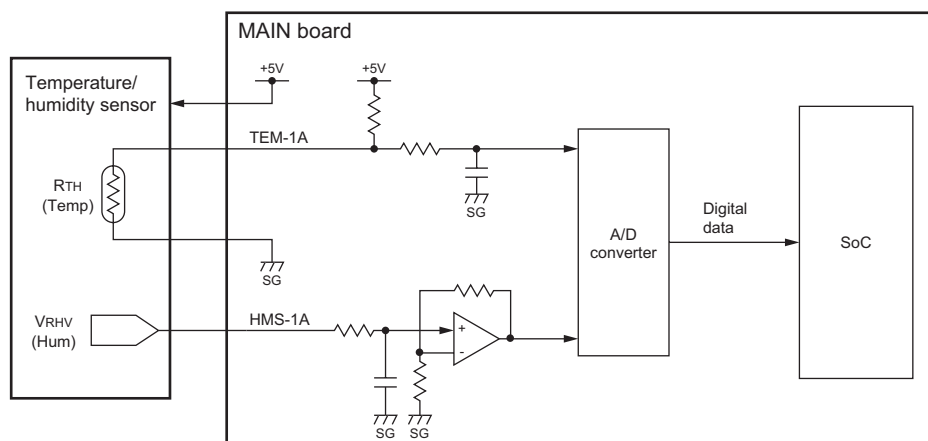 MAIN board
Temperature/
humidity sensor
+5V
+5V
TEM-1A
RTH
(Temp)
SG
SG
A/D
converter
Digital
data
SoC
VRHV
(Hum)
HMS-1A
+
-
SG
SG